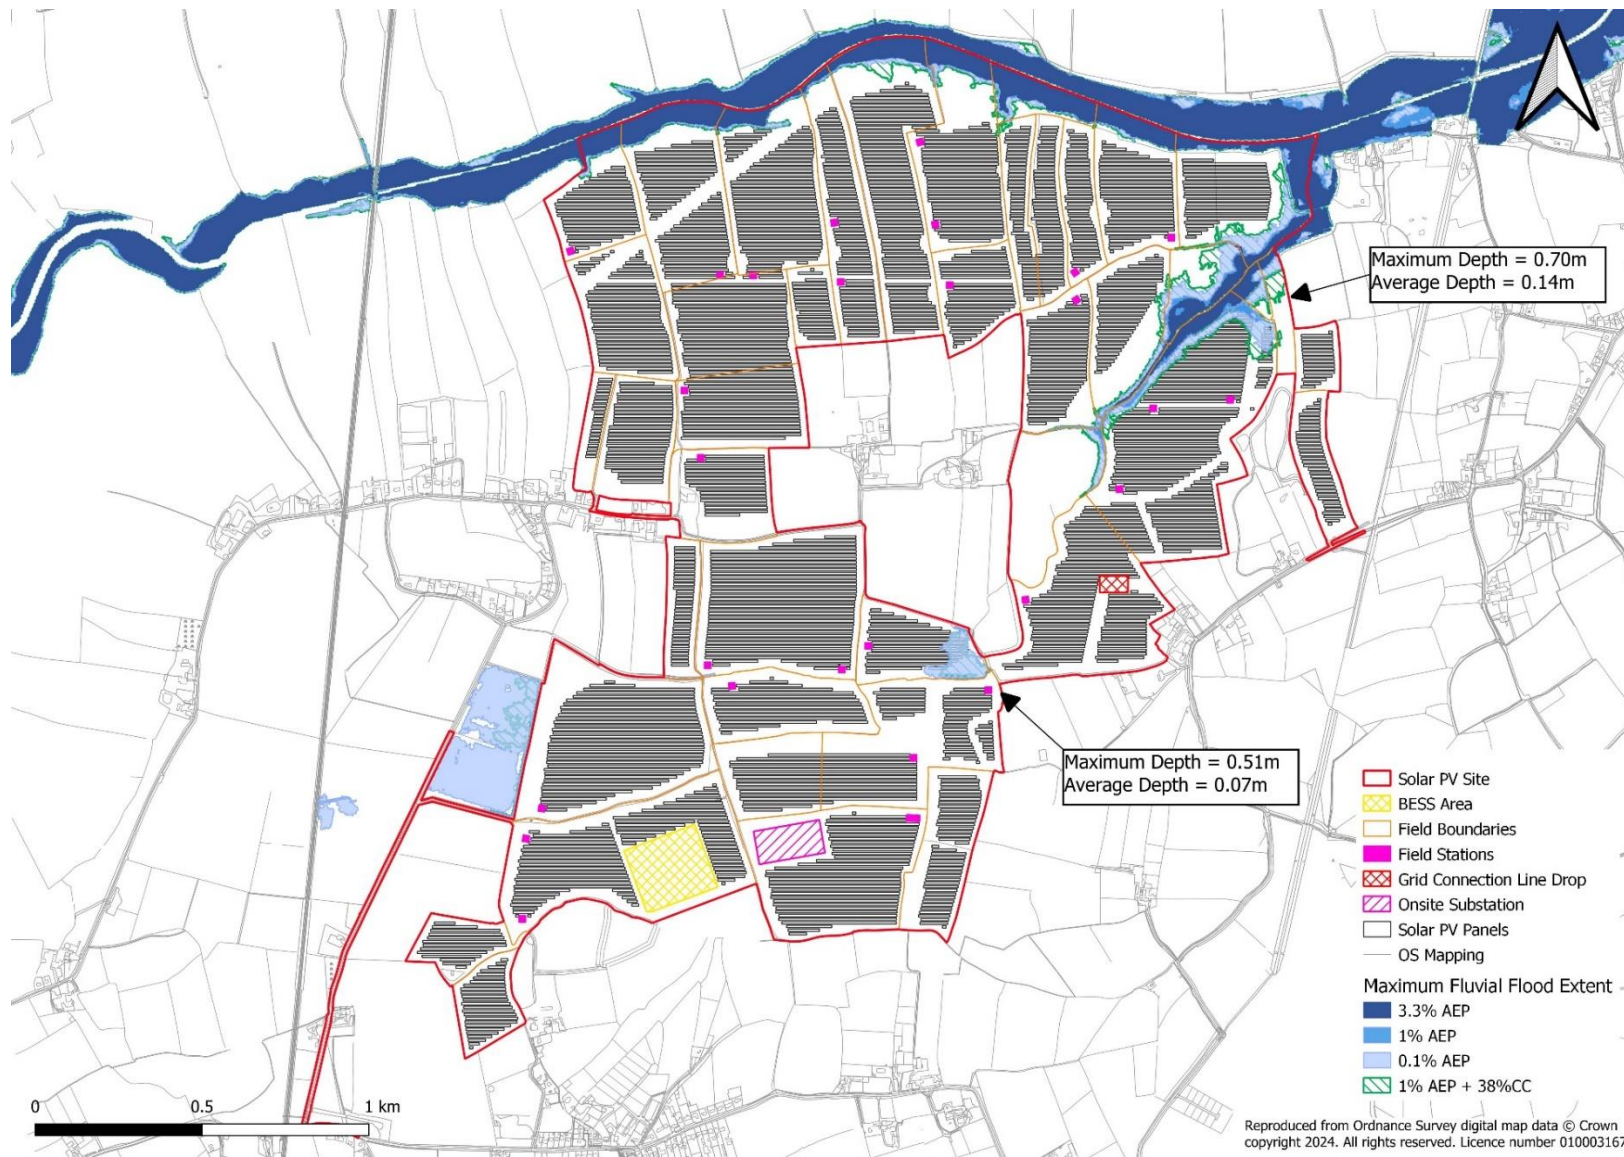 Maximum Depth = 0.70m
Average Depth = 0.14m
Maximum Depth = 0.51m
Average Depth = 0.07m
Solar PV Site
BESS Area
Field Boundaries
Field Stations
Grid Connection Line Drop
Onsite Substation
Solar PV Panels
OS Mapping
Maximum Fluvial Flood Extent
3.3% AEP
1% AEP
0.1% AEP
1% AEP + 38%CC
0 0.5 1 km
Reproduced from Ordnance Survey digital map data © Crown
copyright 2024. All rights reserved. Licence number 010003167